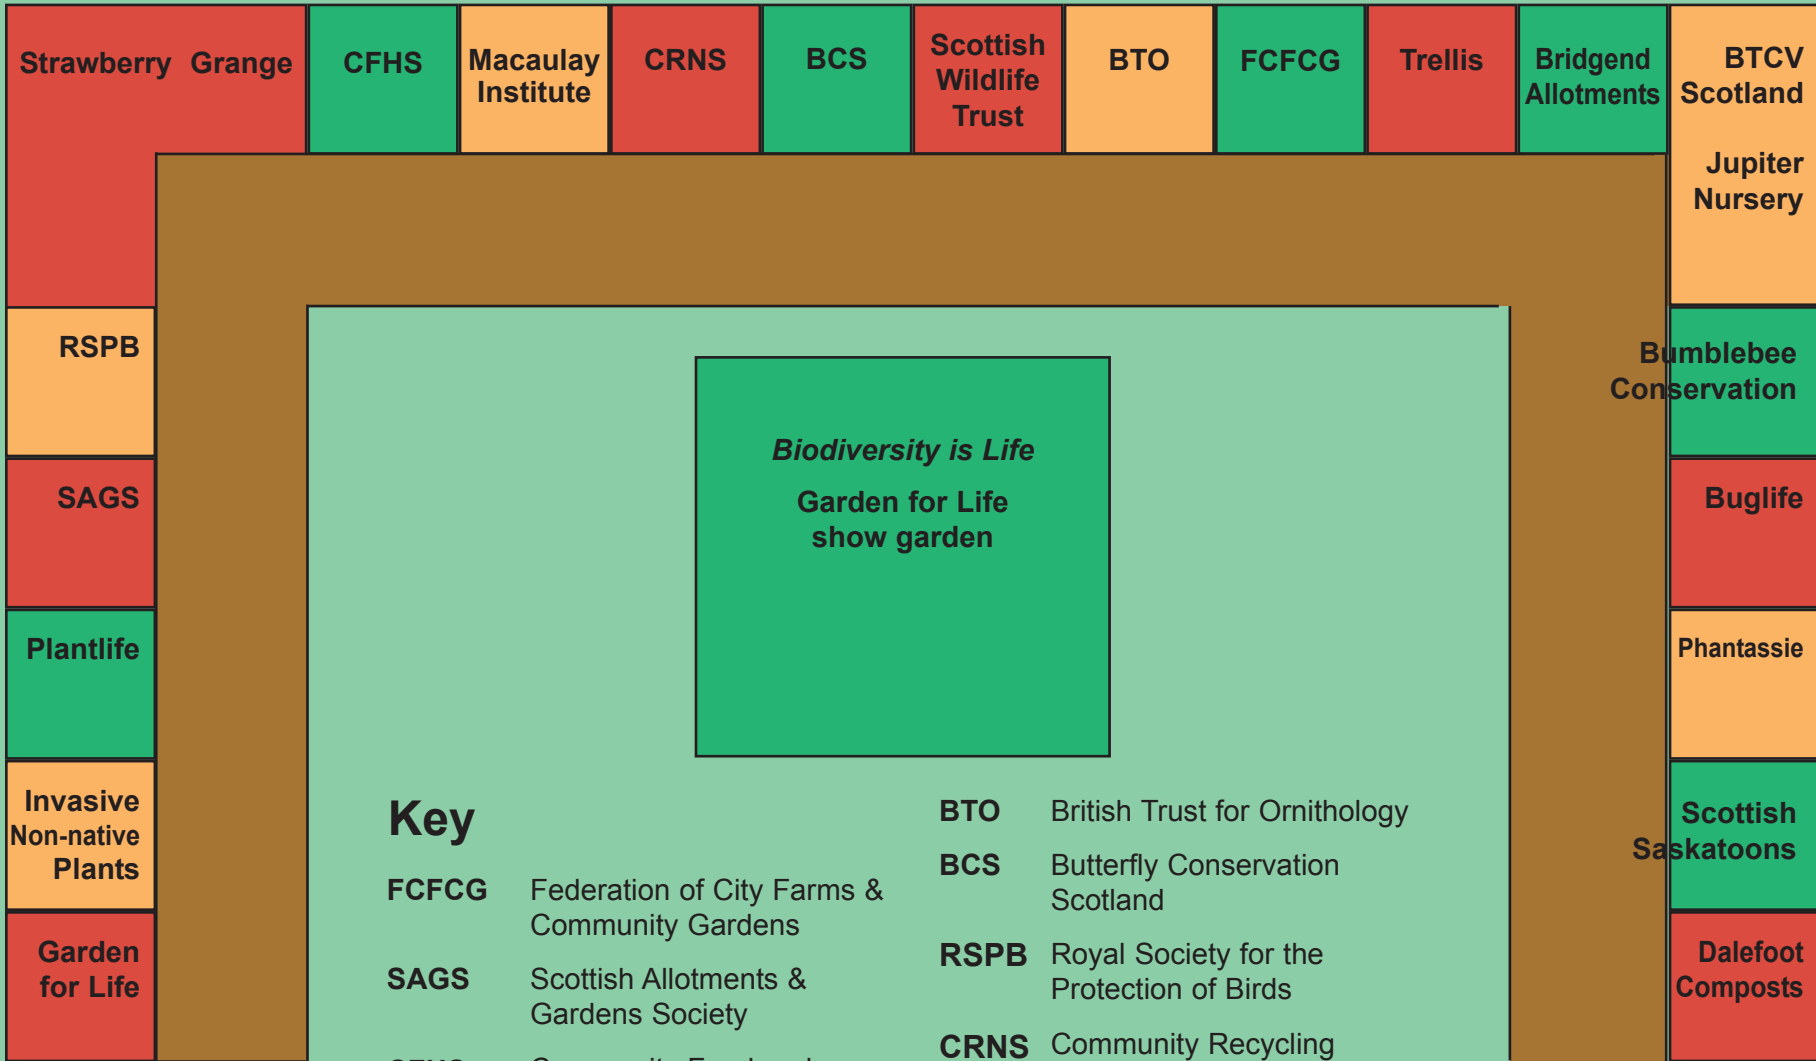 Strawberry Grange
CFHS
Macaulay
Institute
CRNS
BCS
Scottish
Wildlife
Trust
BTO
FCFCG
Trellis
Bridgend
Allotments
BTCV
Scotland
Jupiter
Nursery
RSPB
SAGS
Plantlife
Invasive
Non-native
Plants
Garden
for Life
Biodiversity is Life
Garden for Life
show garden
Bumblebee
Conservation
Buglife
Phantassie
Scottish
Saskatoons
Dalefoot
Composts
Key
FCFCG Federation of City Farms &
Community Gardens
SAGS Scottish Allotments &
Gardens Society
BTO British Trust for Ornithology
BCS Butterfly Conservation
Scotland
RSPB Royal Society for the
Protection of Birds
CRNS Community Recycling